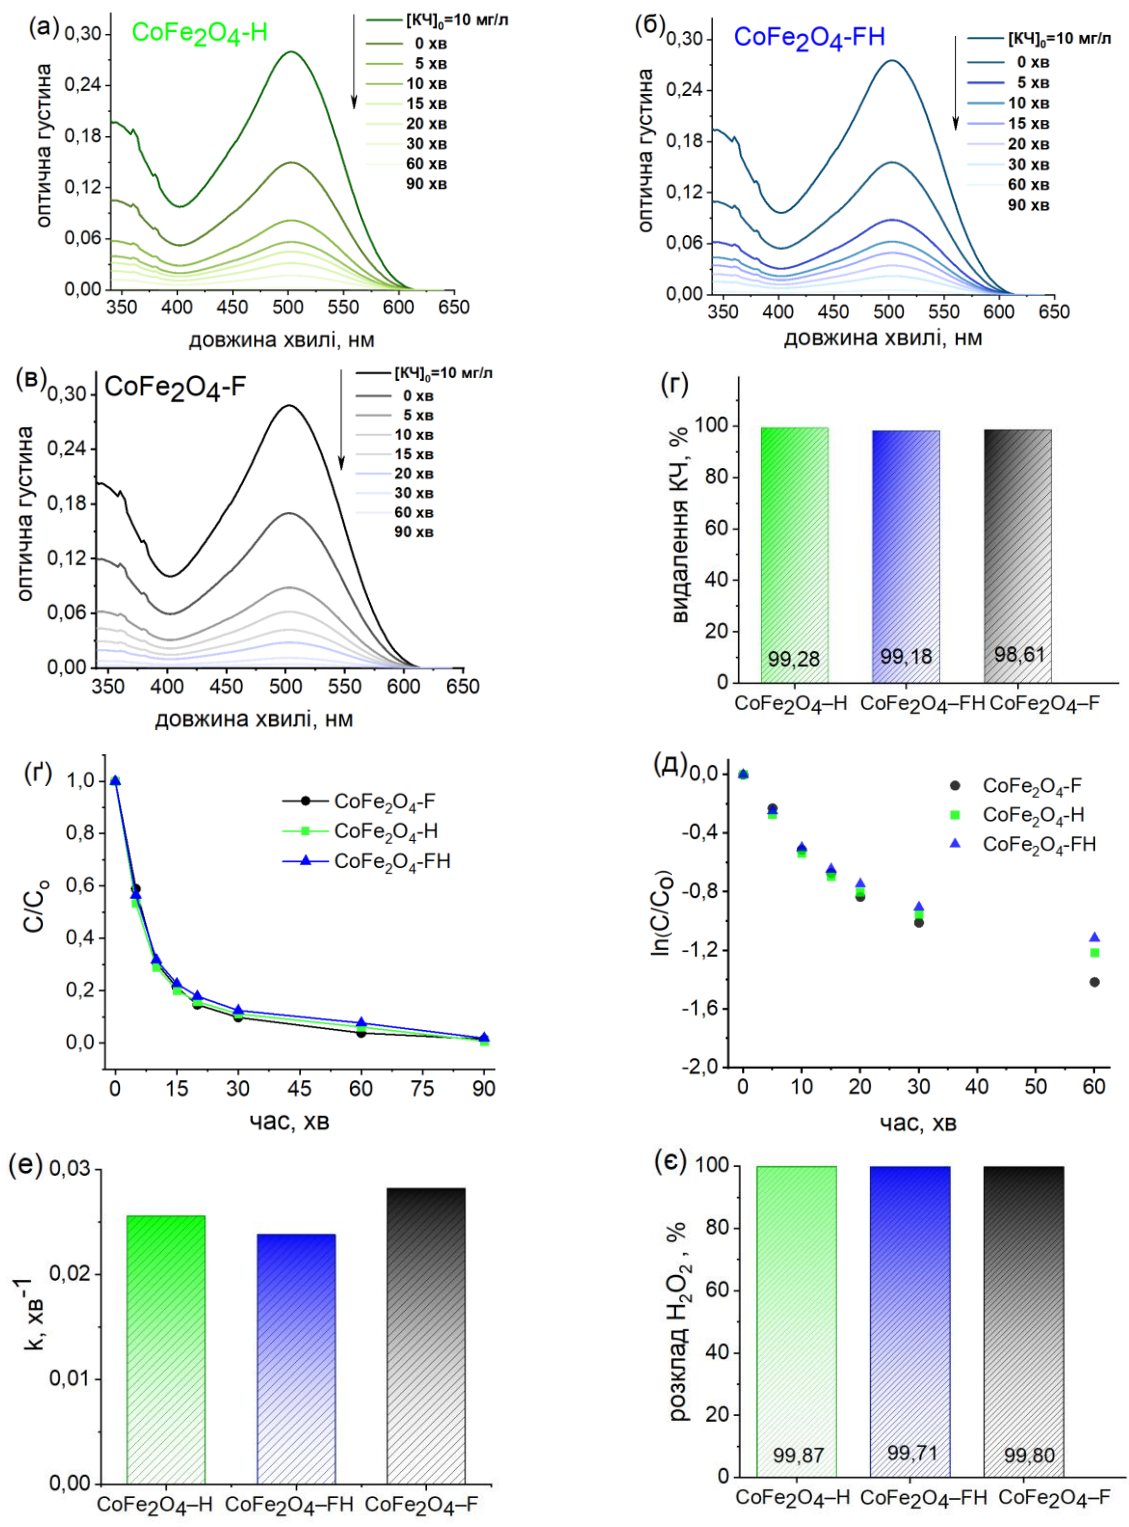 (а)
CoFe2O4-H
[КЧ]0=10 мг/л
0 хв
5 хв
10 хв
15 хв
20 хв
30 хв
60 хв
90 хв
0,30
0,24
0,18
0,12
0,06
0,00
оптична густина
350 400 450 500 550 600 650
довжина хвилі, нм
(б)
CoFe2O4-FH
[КЧ]0=10 мг/л
0 хв
5 хв
10 хв
15 хв
20 хв
30 хв
60 хв
90 хв
0,30
0,24
0,18
0,12
0,06
0,00
оптична густина
350 400 450 500 550 600 650
довжина хвилі, нм
(в)
CoFe2O4-F
[КЧ]0=10 мг/л
0 хв
5 хв
10 хв
15 хв
20 хв
30 хв
60 хв
90 хв
0,30
0,24
0,18
0,12
0,06
0,00
оптична густина
350 400 450 500 550 600 650
довжина хвилі, нм
(г)
100
80
60
40
20
0
видалення КЧ, %
99,28 99,18 98,61
CoFe2O4–H CoFe2O4–FH CoFe2O4–F
(ґ)
1,0
0,8
0,6
0,4
0,2
0,0
C/Co
CoFe2O4-F
CoFe2O4-H
CoFe2O4-FH
0 15 30 45 60 75 90
час, хв
(д)
0,0
-0,4
-0,8
-1,2
-1,6
-2,0
ln(C/C0)
CoFe2O4-F
CoFe2O4-H
CoFe2O4-FH
0 10 20 30 40 50 60
час, хв
(е)
0,03
0,02
0,01
0,00
k, хв-1
CoFe2O4–H CoFe2O4–FH CoFe2O4–F
(є)
100
80
60
40
20
0
розклад H2O2 , %
99,87 99,71 99,80
CoFe2O4–H CoFe2O4–FH CoFe2O4–F